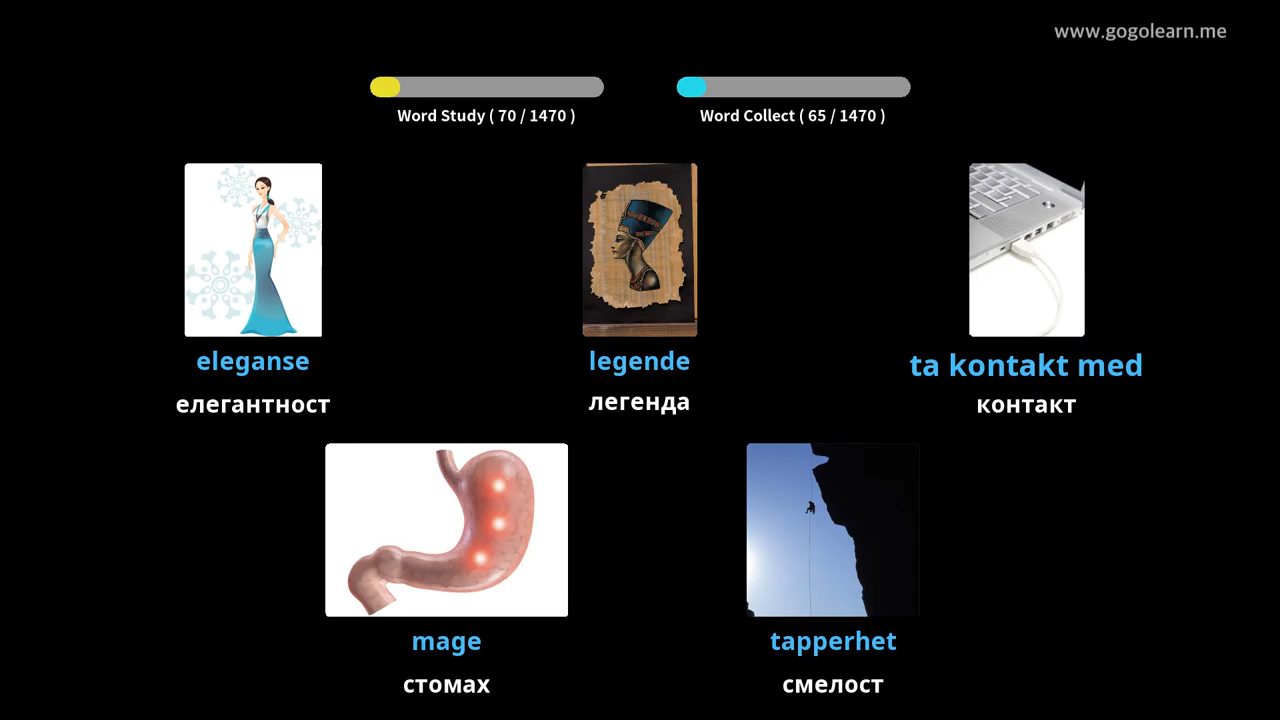 www.gogolearn.me
Word Study ( 70 / 1470 )
Word Collect ( 65 / 1470 )
eleganse
елегантност
legende
легенда
ta kontakt med
контакт
mage
стомах
tapperhet
смелост